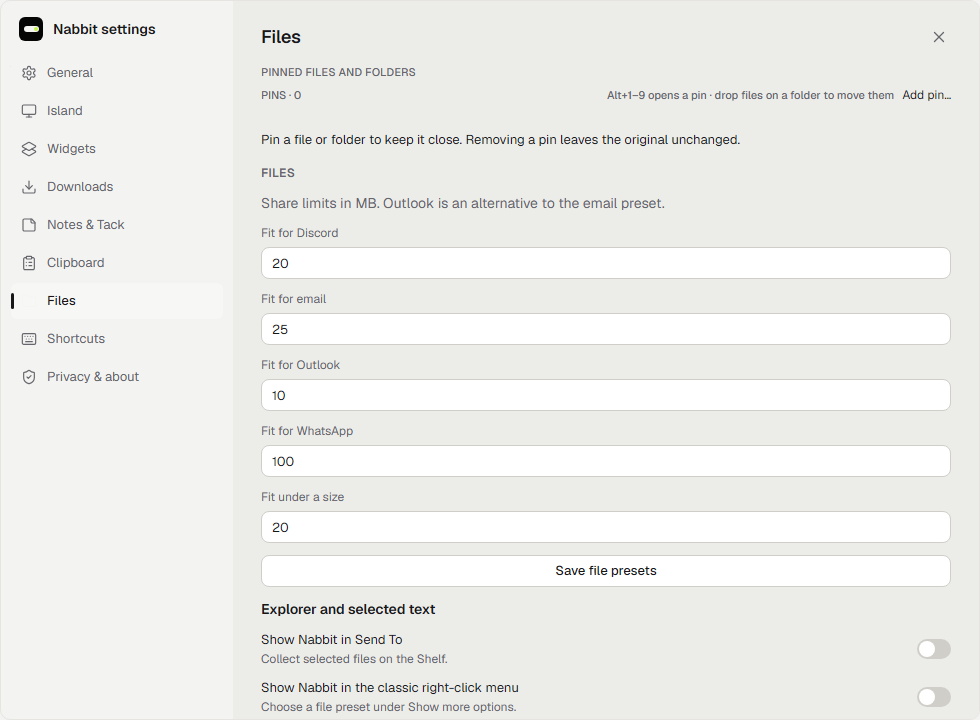 Nabbit settings
General
Island
Widgets
Downloads
Notes & Tack
Clipboard
Files
Shortcuts
Privacy & about
Files
PINNED FILES AND FOLDERS
PINS · 0
Alt+1–9 opens a pin · drop files on a folder to move them
Add pin…
Pin a file or folder to keep it close. Removing a pin leaves the original unchanged.
FILES
Share limits in MB. Outlook is an alternative to the email preset.
Fit for Discord
20
Fit for email
25
Fit for Outlook
10
Fit for WhatsApp
100
Fit under a size
20
Save file presets
Explorer and selected text
Show Nabbit in Send To
Collect selected files on the Shelf.
Show Nabbit in the classic right-click menu
Choose a file preset under Show more options.